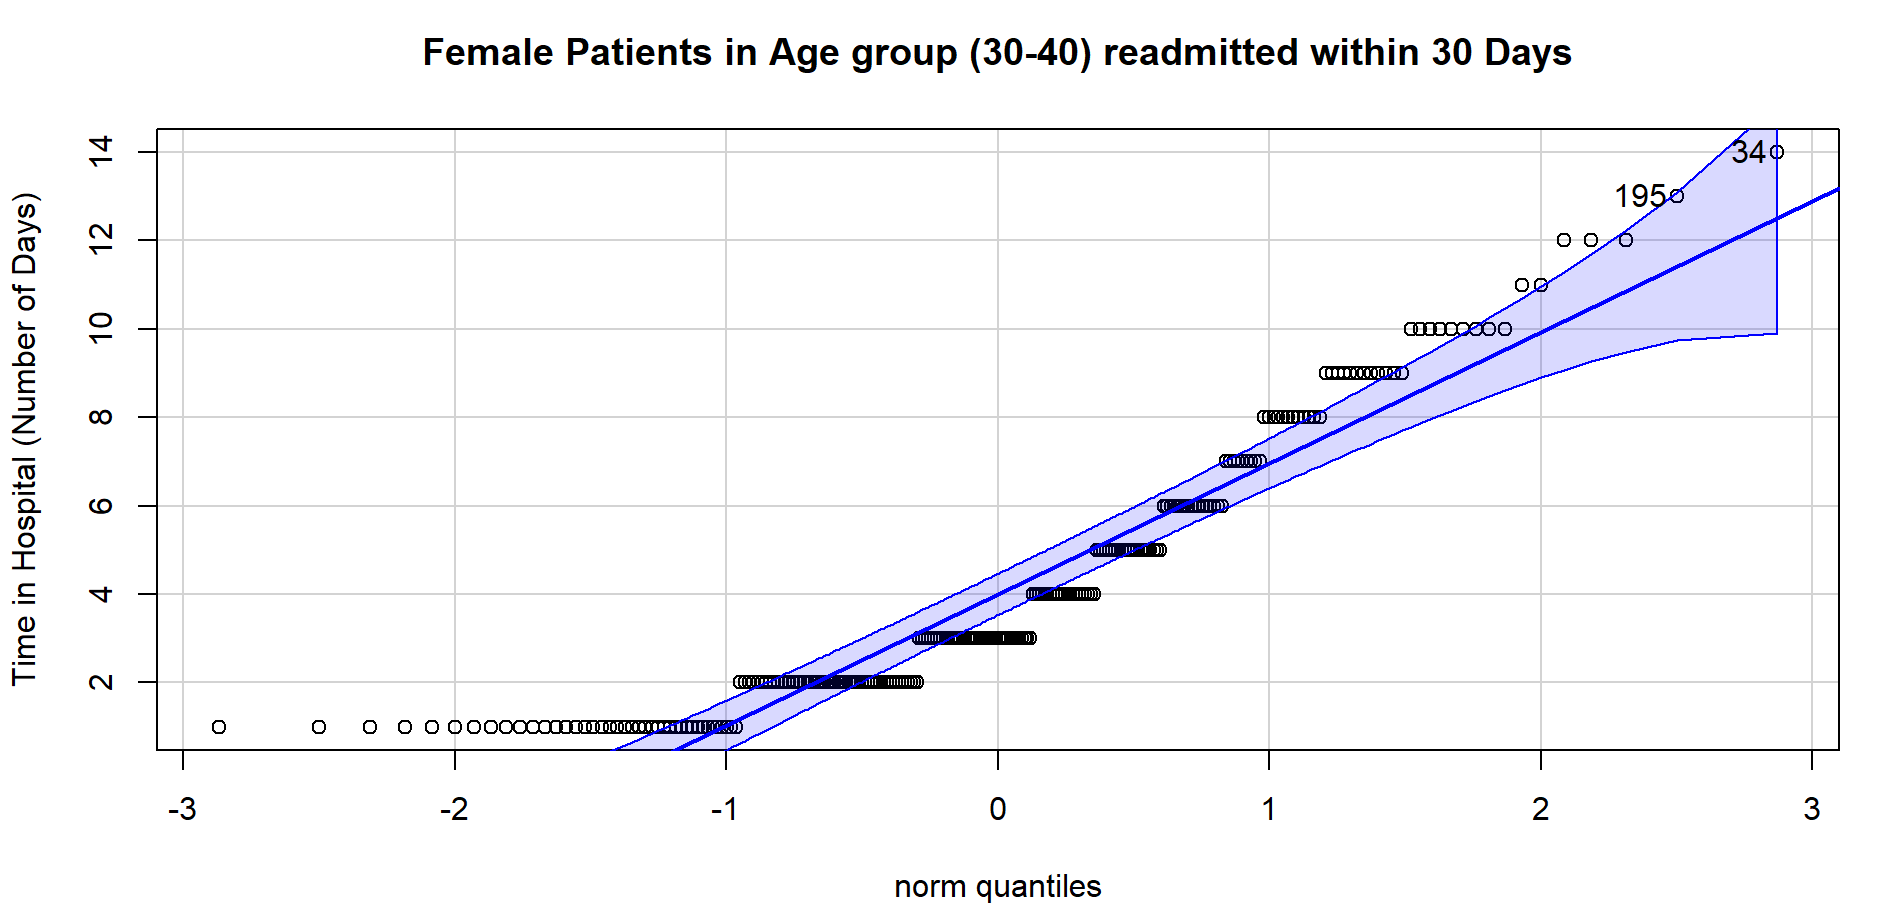 Female Patients in Age group (30-40) readmitted within 30 Days
Time in Hospital (Number of Days)
14
12
10
8
6
4
2
34
195
-3 -2 -1 0 1 2 3
norm quantiles